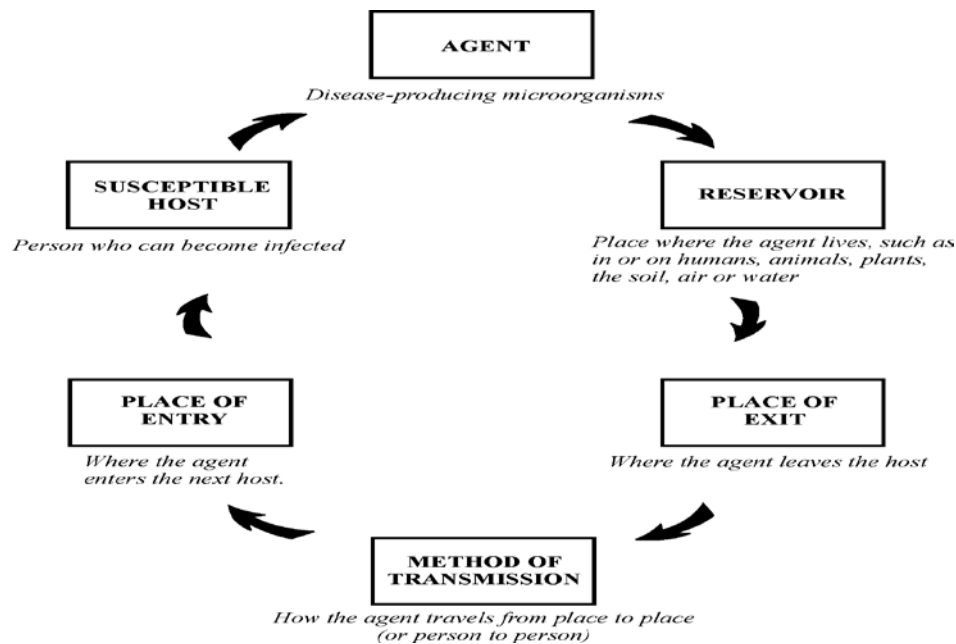 AGENT
Disease-producing microorganisms
SUSCEPTIBLE
HOST
Person who can become infected
RESERVOIR
Place where the agent lives, such as
in or on humans, animals, plants,
the soil, air or water
PLACE OF
ENTRY
Where the agent
enters the next host.
PLACE OF
EXIT
Where the agent leaves the host
METHOD OF
TRANSMISSION
How the agent travels from place to place
(or person to person)